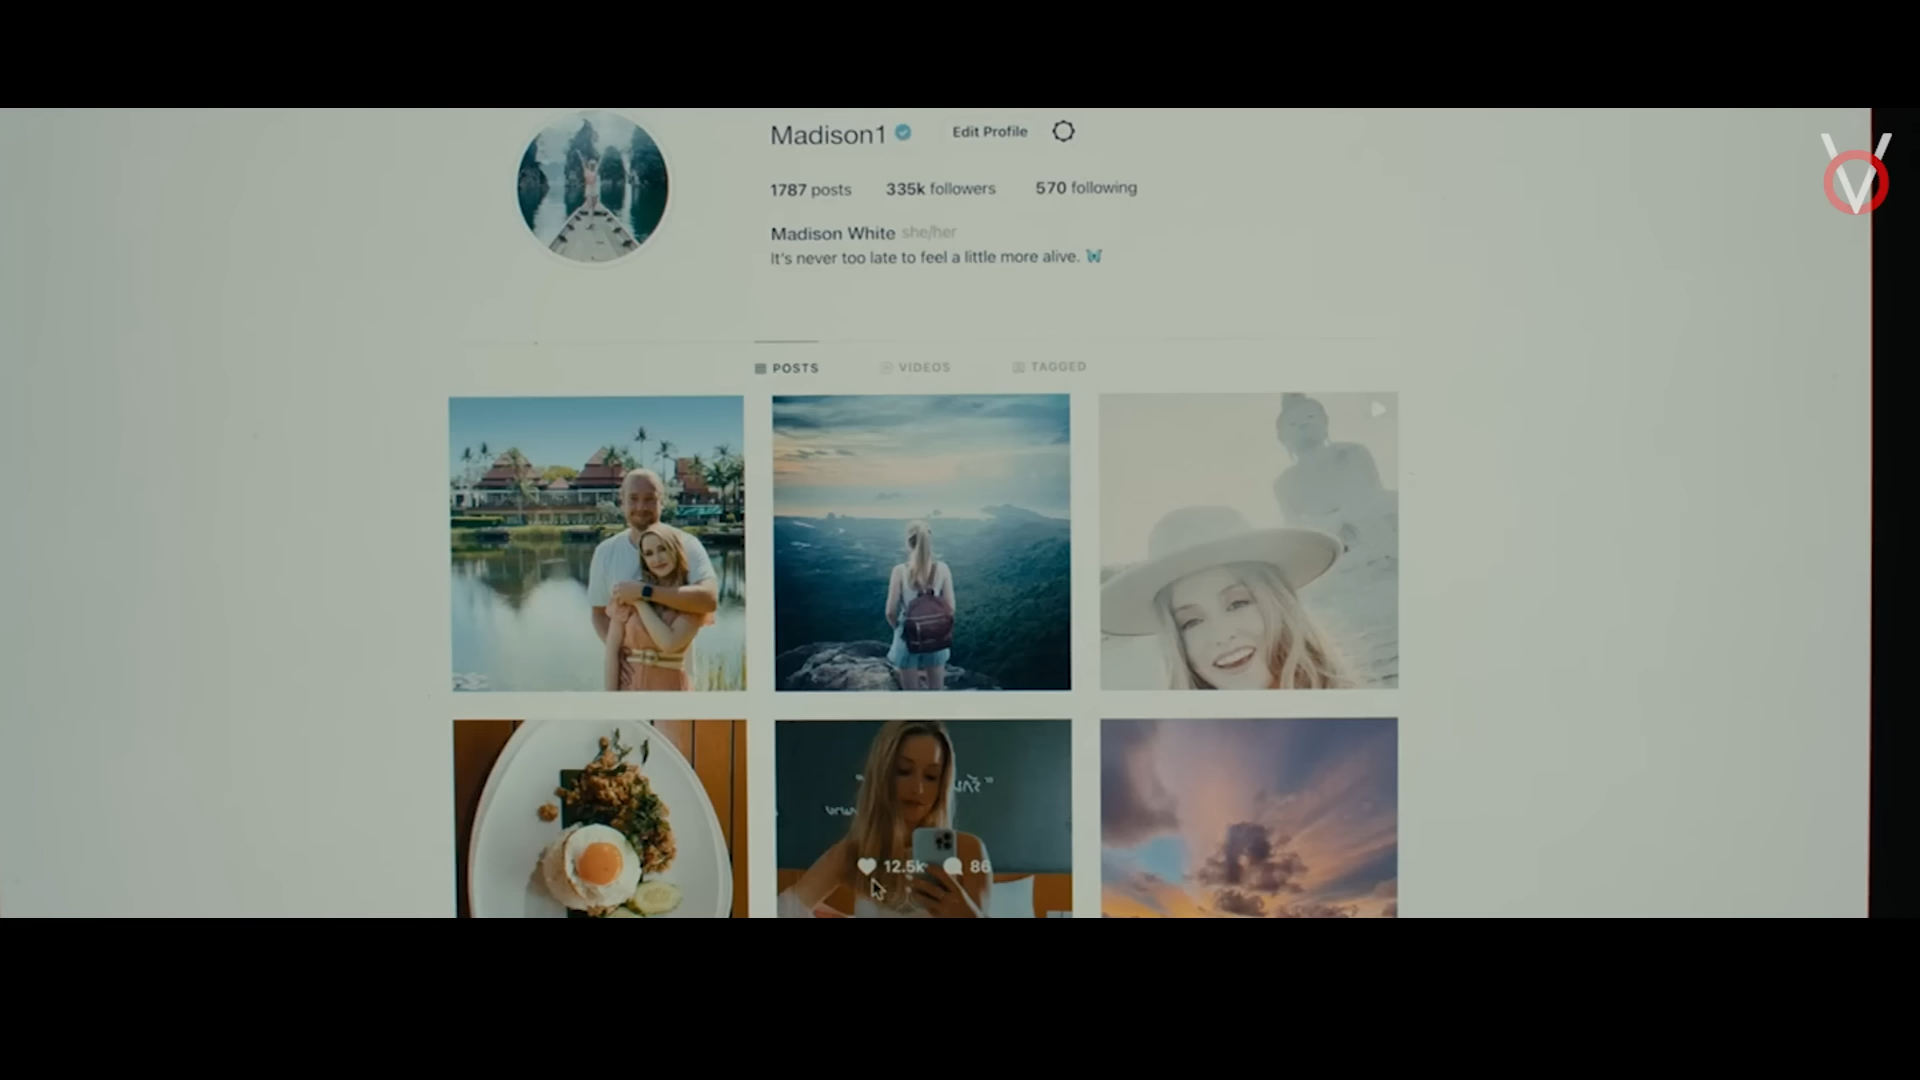 Madison1 Edit Profile
1787 posts 335k followers 570 following
Madison White she/her
It's never too late to feel a little more alive.
POSTS VIDEOS TAGGED
12.5k 86
V